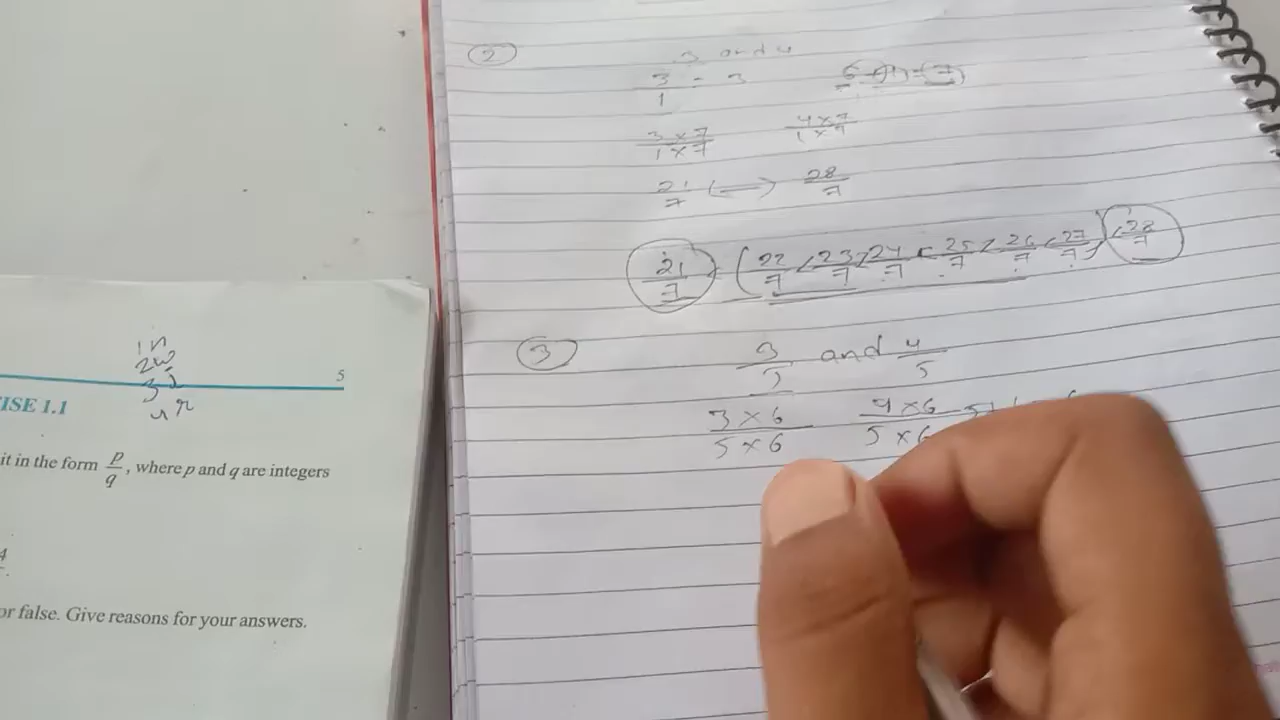 5
ISE 1.1
it in the form p/q, where p and q are integers
or false. Give reasons for your answers.
2
3 and 4
3/1 = 3
3×7/1×7 4×7/1×7
21/7 28/7
21/7 (22/7 < 23/7 > 24/7 < 25/7 < 26/7 < 27/7) < 28/7
3
3/5 and 4/5
3×6/5×6 4×6/5×6